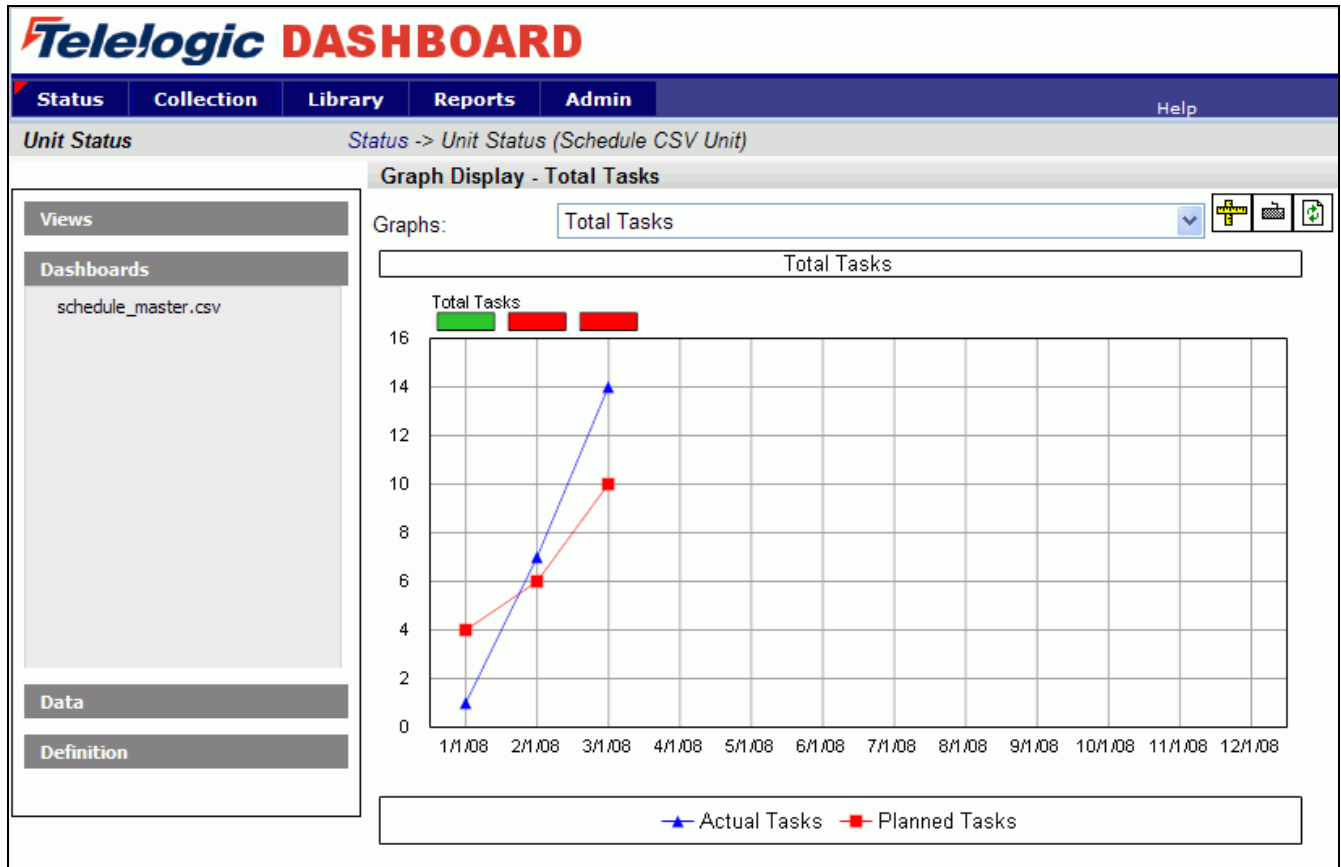 Telelogic DASHBOARD
Status Collection Library Reports Admin Help
Unit Status Status -> Unit Status (Schedule CSV Unit)
Graph Display - Total Tasks
Views
Dashboards
schedule_master.csv
Data
Definition
Graphs: Total Tasks
Total Tasks
Total Tasks
16
14
12
10
8
6
4
2
0
1/1/08 2/1/08 3/1/08 4/1/08 5/1/08 6/1/08 7/1/08 8/1/08 9/1/08 10/1/08 11/1/08 12/1/08
Actual Tasks Planned Tasks